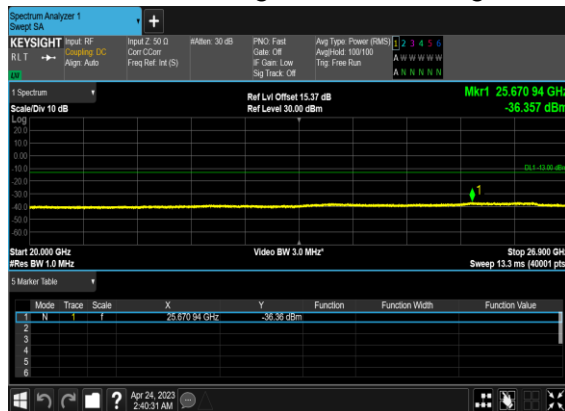 Spectrum Analyzer 1
Swept SA
+
KEYSIGHT Input: RF Input Z: 50 Ω #Atten: 30 dB PNO: Fast Avg Type: Power (RMS) 1 2 3 4 5 6
RLT Coupling: DC Corr CCorr Gate: Off Avg|Hold: 100/100 A W W W W W
Align: Auto Freq Ref: Int (S) IF Gain: Low Trig: Free Run
LW Sig Track: Off A N N N N N
1 Spectrum Ref Lvl Offset 15.37 dB Mkr1 25.670 94 GHz
Scale/Div 10 dB Ref Level 30.00 dBm -36.357 dBm
Log
20.0
10.0
0.00
-10.0 DL1 -13.00 dBm
-20.0
-30.0 1
-40.0
-50.0
-60.0
Start 20.000 GHz Video BW 3.0 MHz* Stop 26.900 GHz
#Res BW 1.0 MHz Sweep 13.3 ms (40001 pts
5 Marker Table
Mode Trace Scale X Y Function Function Width Function Value
1 N 1 f 25.670 94 GHz -36.36 dBm
2
3
4
5
6
? Apr 24, 2023
2:40:31 AM